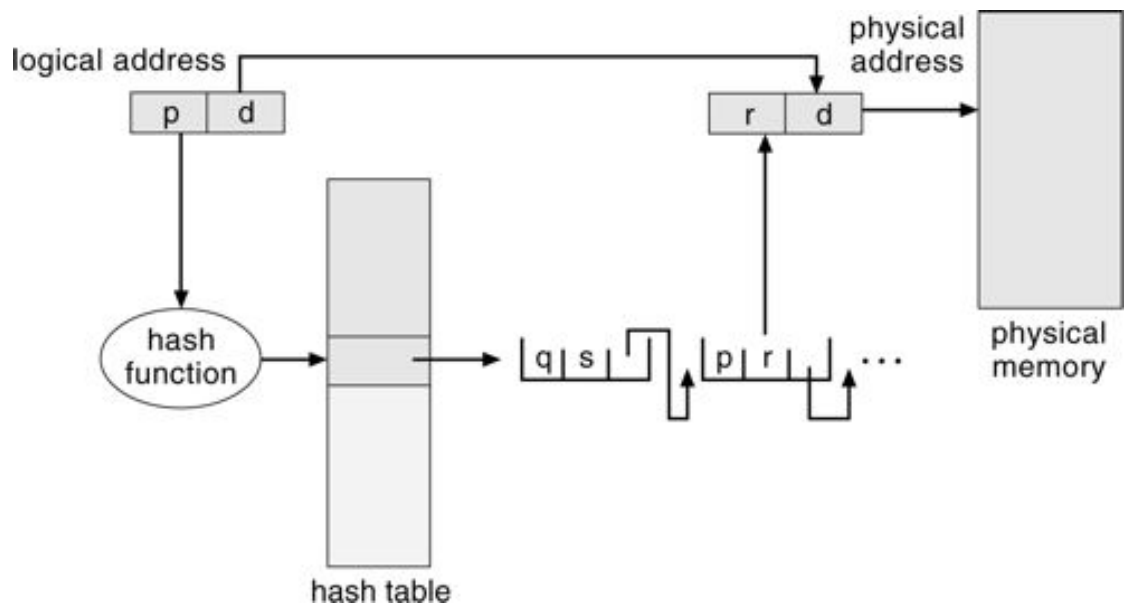 logical address
physical
address
p d
r d
hash
function
q s
p r
...
physical
memory
hash table